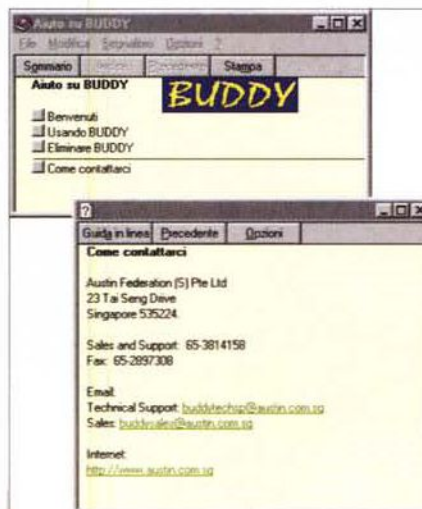 Aiuto su BUDDY
File Modifica Segnalibro Opzioni ?
Sommario Indietro Precedente Stampa
Aiuto su BUDDY
BUDDY
Benvenuti
Usando BUDDY
Eliminare BUDDY
Come contattarci
?
Guida in linea Precedente Opzioni
Come contattarci
Austin Federation (S) Pte Ltd
23 Tai Seng Drive
Singapore 535224.
Sales and Support: 65-3814158
Fax: 65-2897308
Email:
Technical Support: buddytechsp@austin.com.sg
Sales: buddysales@austin.com.sg
Internet:
http://www.austin.com.sg